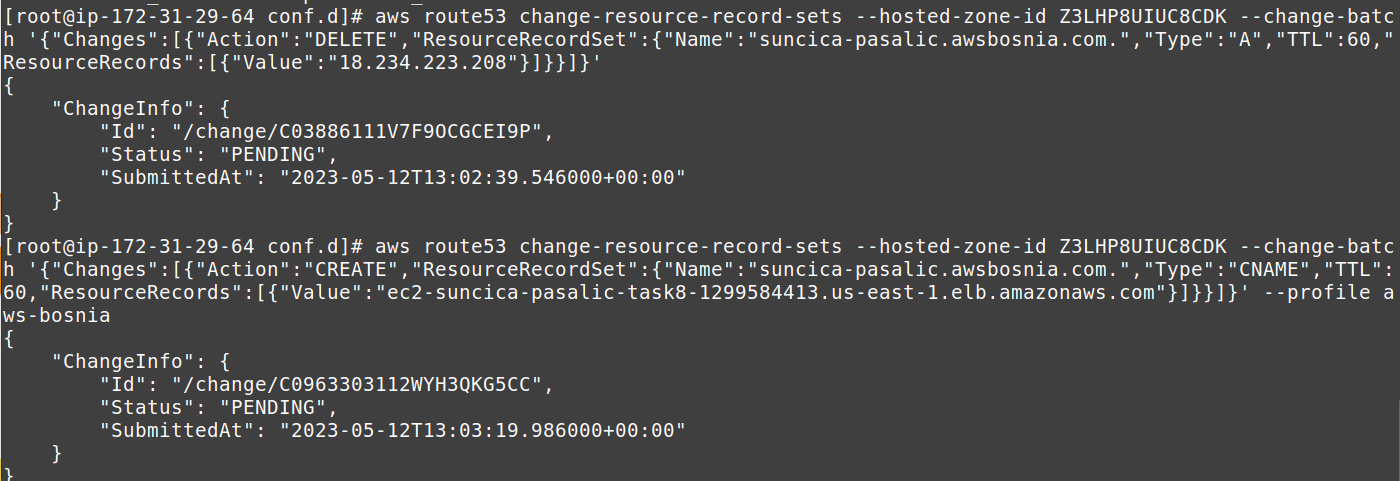 [root@ip-172-31-29-64 conf.d]# aws route53 change-resource-record-sets --hosted-zone-id Z3LHP8UIUC8CDK --change-batc
h '{"Changes":[{"Action":"DELETE","ResourceRecordSet":{"Name":"suncica-pasalic.awsbosnia.com.","Type":"A","TTL":60,"
ResourceRecords":[{"Value":"18.234.223.208"}]}}]}'
{
    "ChangeInfo": {
        "Id": "/change/C03886111V7F9OCGCEI9P",
        "Status": "PENDING",
        "SubmittedAt": "2023-05-12T13:02:39.546000+00:00"
    }
}
[root@ip-172-31-29-64 conf.d]# aws route53 change-resource-record-sets --hosted-zone-id Z3LHP8UIUC8CDK --change-batc
h '{"Changes":[{"Action":"CREATE","ResourceRecordSet":{"Name":"suncica-pasalic.awsbosnia.com.","Type":"CNAME","TTL":
60,"ResourceRecords":[{"Value":"ec2-suncica-pasalic-task8-1299584413.us-east-1.elb.amazonaws.com"}]}}]}' --profile a
ws-bosnia
{
    "ChangeInfo": {
        "Id": "/change/C0963303112WYH3QKG5CC",
        "Status": "PENDING",
        "SubmittedAt": "2023-05-12T13:03:19.986000+00:00"
    }
}